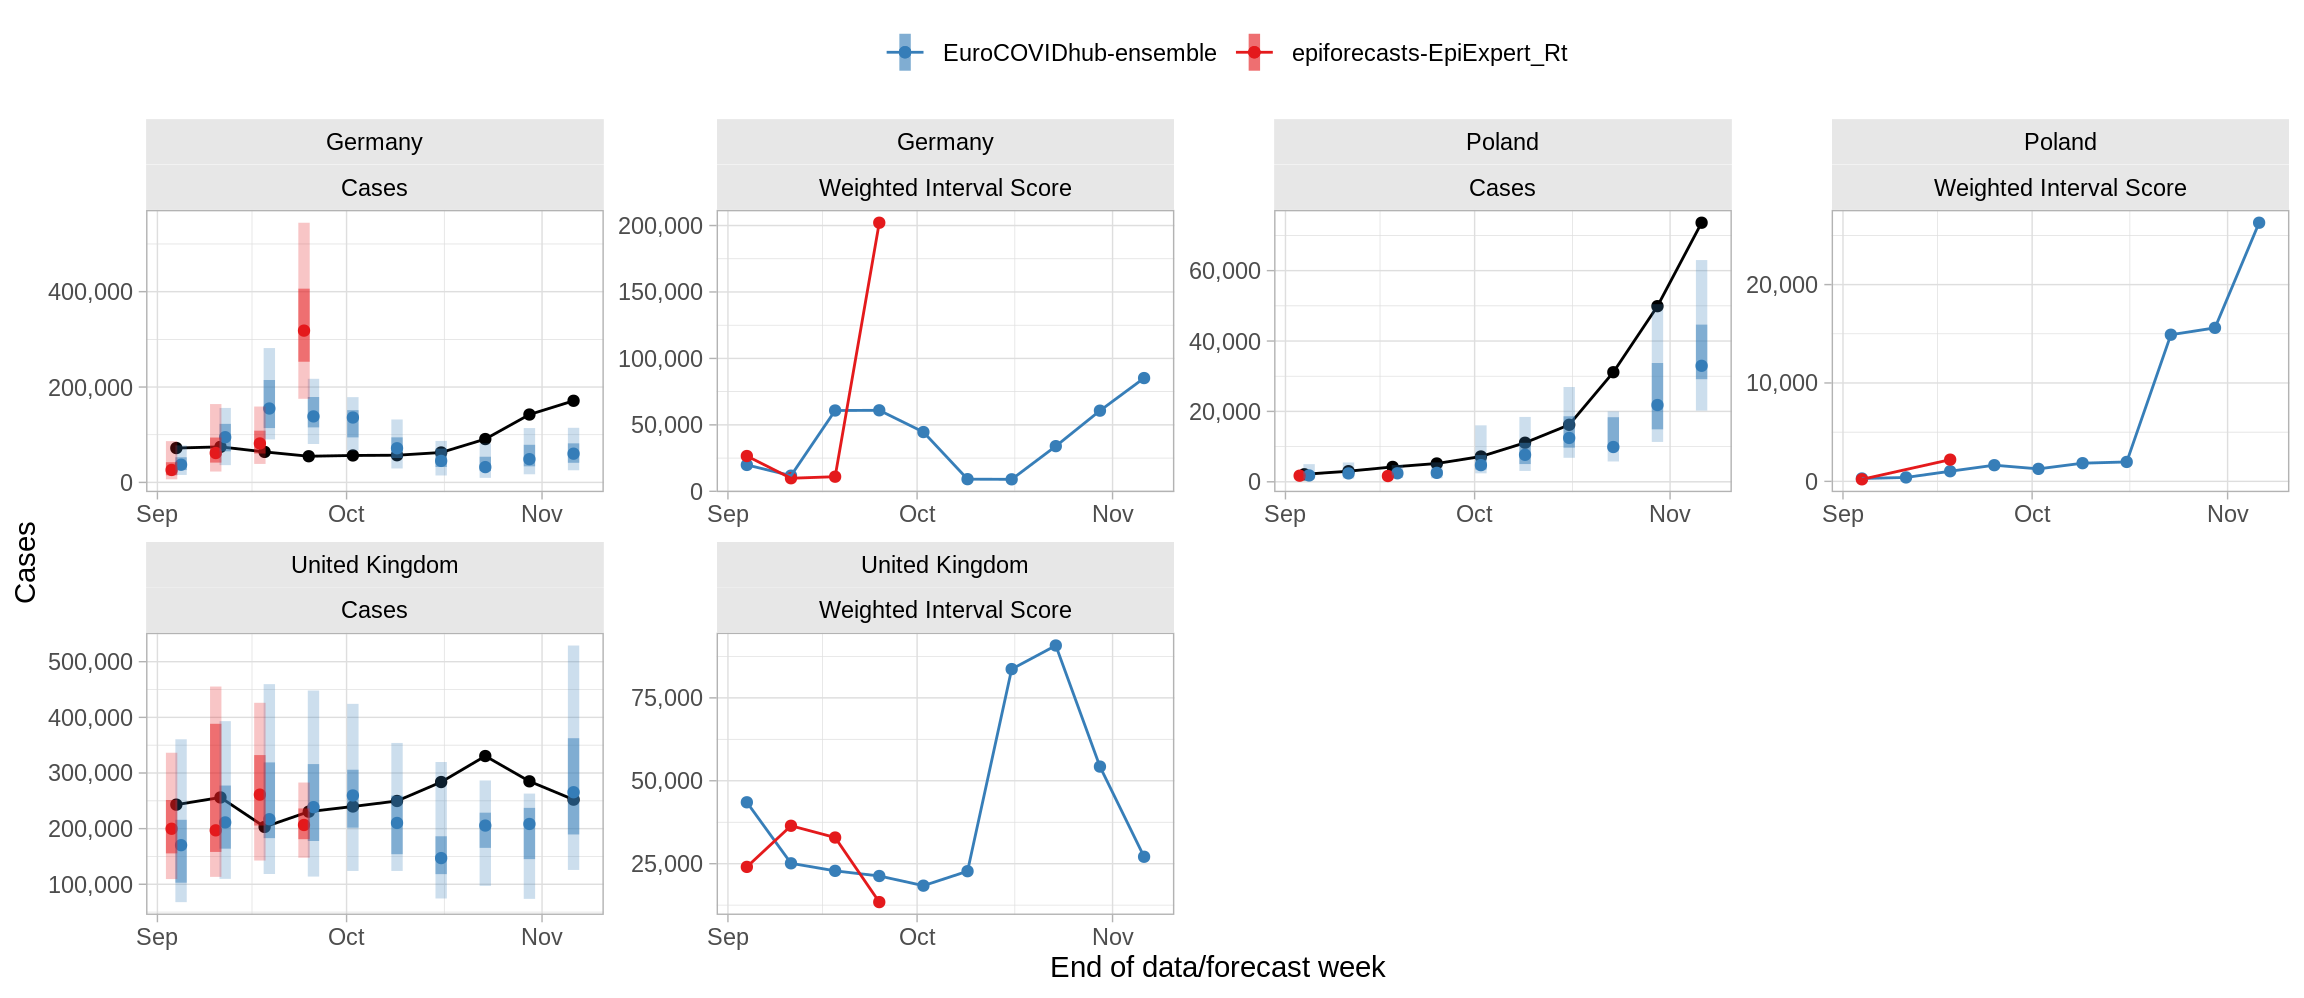 EuroCOVIDhub-ensemble epiforecasts-EpiExpert_Rt
Germany
Cases
400,000
200,000
0
Sep Oct Nov
Germany
Weighted Interval Score
200,000
150,000
100,000
50,000
0
Sep Oct Nov
Poland
Cases
60,000
40,000
20,000
0
Sep Oct Nov
Poland
Weighted Interval Score
20,000
10,000
0
Sep Oct Nov
Cases
United Kingdom
Cases
500,000
400,000
300,000
200,000
100,000
Sep Oct Nov
United Kingdom
Weighted Interval Score
75,000
50,000
25,000
Sep Oct Nov
End of data/forecast week